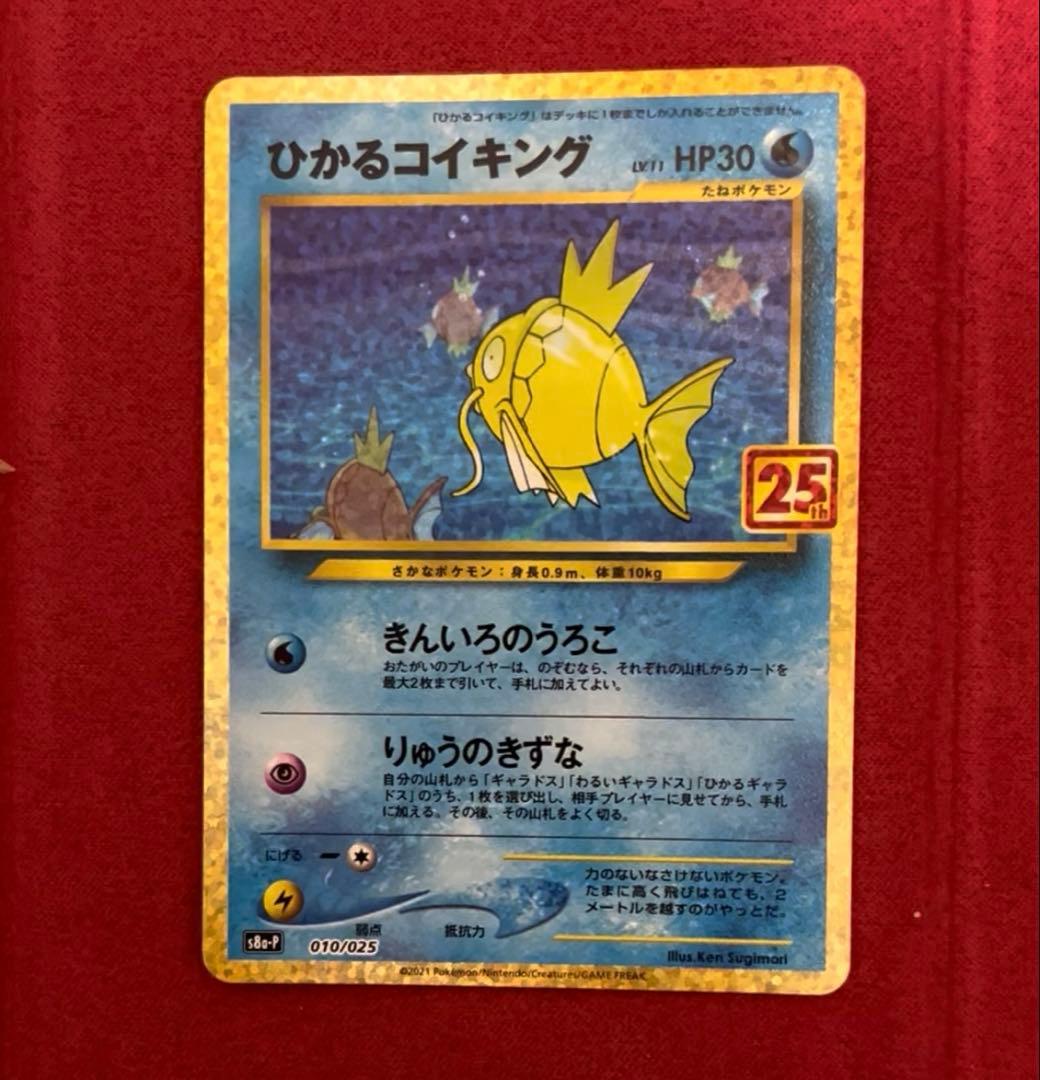 「ひかるコイキング」はデッキに1枚までしか入れることができません。
ひかるコイキング LV.11 HP30
たねポケモン
25th
さかなポケモン：身長0.9m、体重10kg
きんいろのうろこ
おたがいのプレイヤーは、のぞむなら、それぞれの山札からカードを
最大2枚まで引いて、手札に加えてよい。
りゅうのきずな
自分の山札から「ギャラドス」「わるいギャラドス」「ひかるギャラ
ドス」のうち、1枚を選び出し、相手プレイヤーに見せてから、手札
に加える。その後、その山札をよく切る。
にげる
力のないなさけないポケモン。
たまに高く飛びはねても、2
メートルを越すのがやっとだ。
弱点 抵抗力
s8a-P 010/025
Illus.Ken Sugimori
©2021 Pokémon/Nintendo/Creatures/GAME FREAK